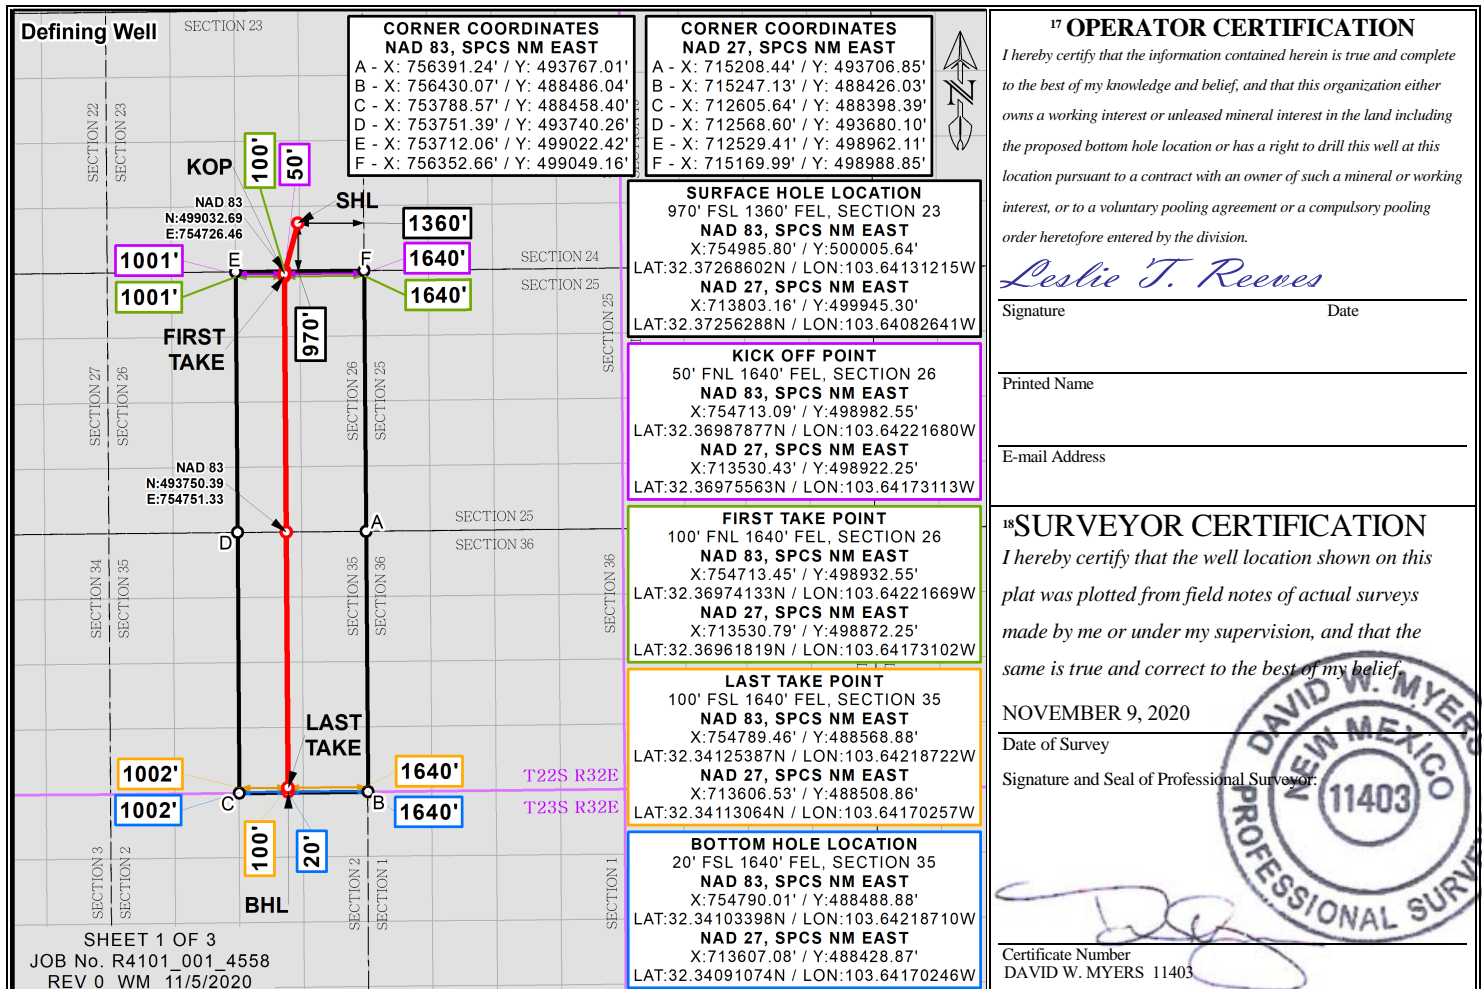 Defining Well
SECTION 23
CORNER COORDINATES
NAD 83, SPCS NM EAST
A - X: 756391.24' / Y: 493767.01'
B - X: 756430.07' / Y: 488486.04'
C - X: 753788.57' / Y: 488458.40'
D - X: 753751.39' / Y: 493740.26'
E - X: 753712.06' / Y: 499022.42'
F - X: 756352.66' / Y: 499049.16'
CORNER COORDINATES
NAD 27, SPCS NM EAST
A - X: 715208.44' / Y: 493706.85'
B - X: 715247.13' / Y: 488426.03'
C - X: 712605.64' / Y: 488398.39'
D - X: 712568.60' / Y: 493680.10'
E - X: 712529.41' / Y: 498962.11'
F - X: 715169.99' / Y: 498988.85'
N
SECTION 22
SECTION 23
KOP
100'
50'
SHL
NAD 83
N:499032.69
E:754726.46
1360'
1001'
E
F
1640'
SECTION 24
1001'
1640'
SECTION 25
970'
FIRST
TAKE
SECTION 25
SECTION 27
SECTION 26
SECTION 26
SECTION 25
NAD 83
N:493750.39
E:754751.33
D
A
SECTION 25
SECTION 36
SECTION 34
SECTION 35
SECTION 35
SECTION 36
SECTION 36
LAST
TAKE
1002'
1640'
T22S R32E
1002'
C
B
1640'
T23S R32E
100'
20'
BHL
SECTION 3
SECTION 2
SECTION 2
SECTION 1
SECTION 1
SHEET 1 OF 3
JOB No. R4101_001_4558
REV 0 WM 11/5/2020
SURFACE HOLE LOCATION
970' FSL 1360' FEL, SECTION 23
NAD 83, SPCS NM EAST
X:754985.80' / Y:500005.64'
LAT:32.37268602N / LON:103.64131215W
NAD 27, SPCS NM EAST
X:713803.16' / Y:499945.30'
LAT:32.37256288N / LON:103.64082641W
KICK OFF POINT
50' FNL 1640' FEL, SECTION 26
NAD 83, SPCS NM EAST
X:754713.09' / Y:498982.55'
LAT:32.36987877N / LON:103.64221680W
NAD 27, SPCS NM EAST
X:713530.43' / Y:498922.25'
LAT:32.36975563N / LON:103.64173113W
FIRST TAKE POINT
100' FNL 1640' FEL, SECTION 26
NAD 83, SPCS NM EAST
X:754713.45' / Y:498932.55'
LAT:32.36974133N / LON:103.64221669W
NAD 27, SPCS NM EAST
X:713530.79' / Y:498872.25'
LAT:32.36961819N / LON:103.64173102W
LAST TAKE POINT
100' FSL 1640' FEL, SECTION 35
NAD 83, SPCS NM EAST
X:754789.46' / Y:488568.88'
LAT:32.34125387N / LON:103.64218722W
NAD 27, SPCS NM EAST
X:713606.53' / Y:488508.86'
LAT:32.34113064N / LON:103.64170257W
BOTTOM HOLE LOCATION
20' FSL 1640' FEL, SECTION 35
NAD 83, SPCS NM EAST
X:754790.01' / Y:488488.88'
LAT:32.34103398N / LON:103.64218710W
NAD 27, SPCS NM EAST
X:713607.08' / Y:488428.87'
LAT:32.34091074N / LON:103.64170246W
17 OPERATOR CERTIFICATION
I hereby certify that the information contained herein is true and complete
to the best of my knowledge and belief, and that this organization either
owns a working interest or unleased mineral interest in the land including
the proposed bottom hole location or has a right to drill this well at this
location pursuant to a contract with an owner of such a mineral or working
interest, or to a voluntary pooling agreement or a compulsory pooling
order heretofore entered by the division.
Leslie T. Reeves
Signature Date
Printed Name
E-mail Address
18 SURVEYOR CERTIFICATION
I hereby certify that the well location shown on this
plat was plotted from field notes of actual surveys
made by me or under my supervision, and that the
same is true and correct to the best of my belief.
NOVEMBER 9, 2020
Date of Survey
Signature and Seal of Professional Surveyor:
DAVID W. MYERS
NEW MEXICO
11403
PROFESSIONAL SURVE
Certificate Number
DAVID W. MYERS 11403